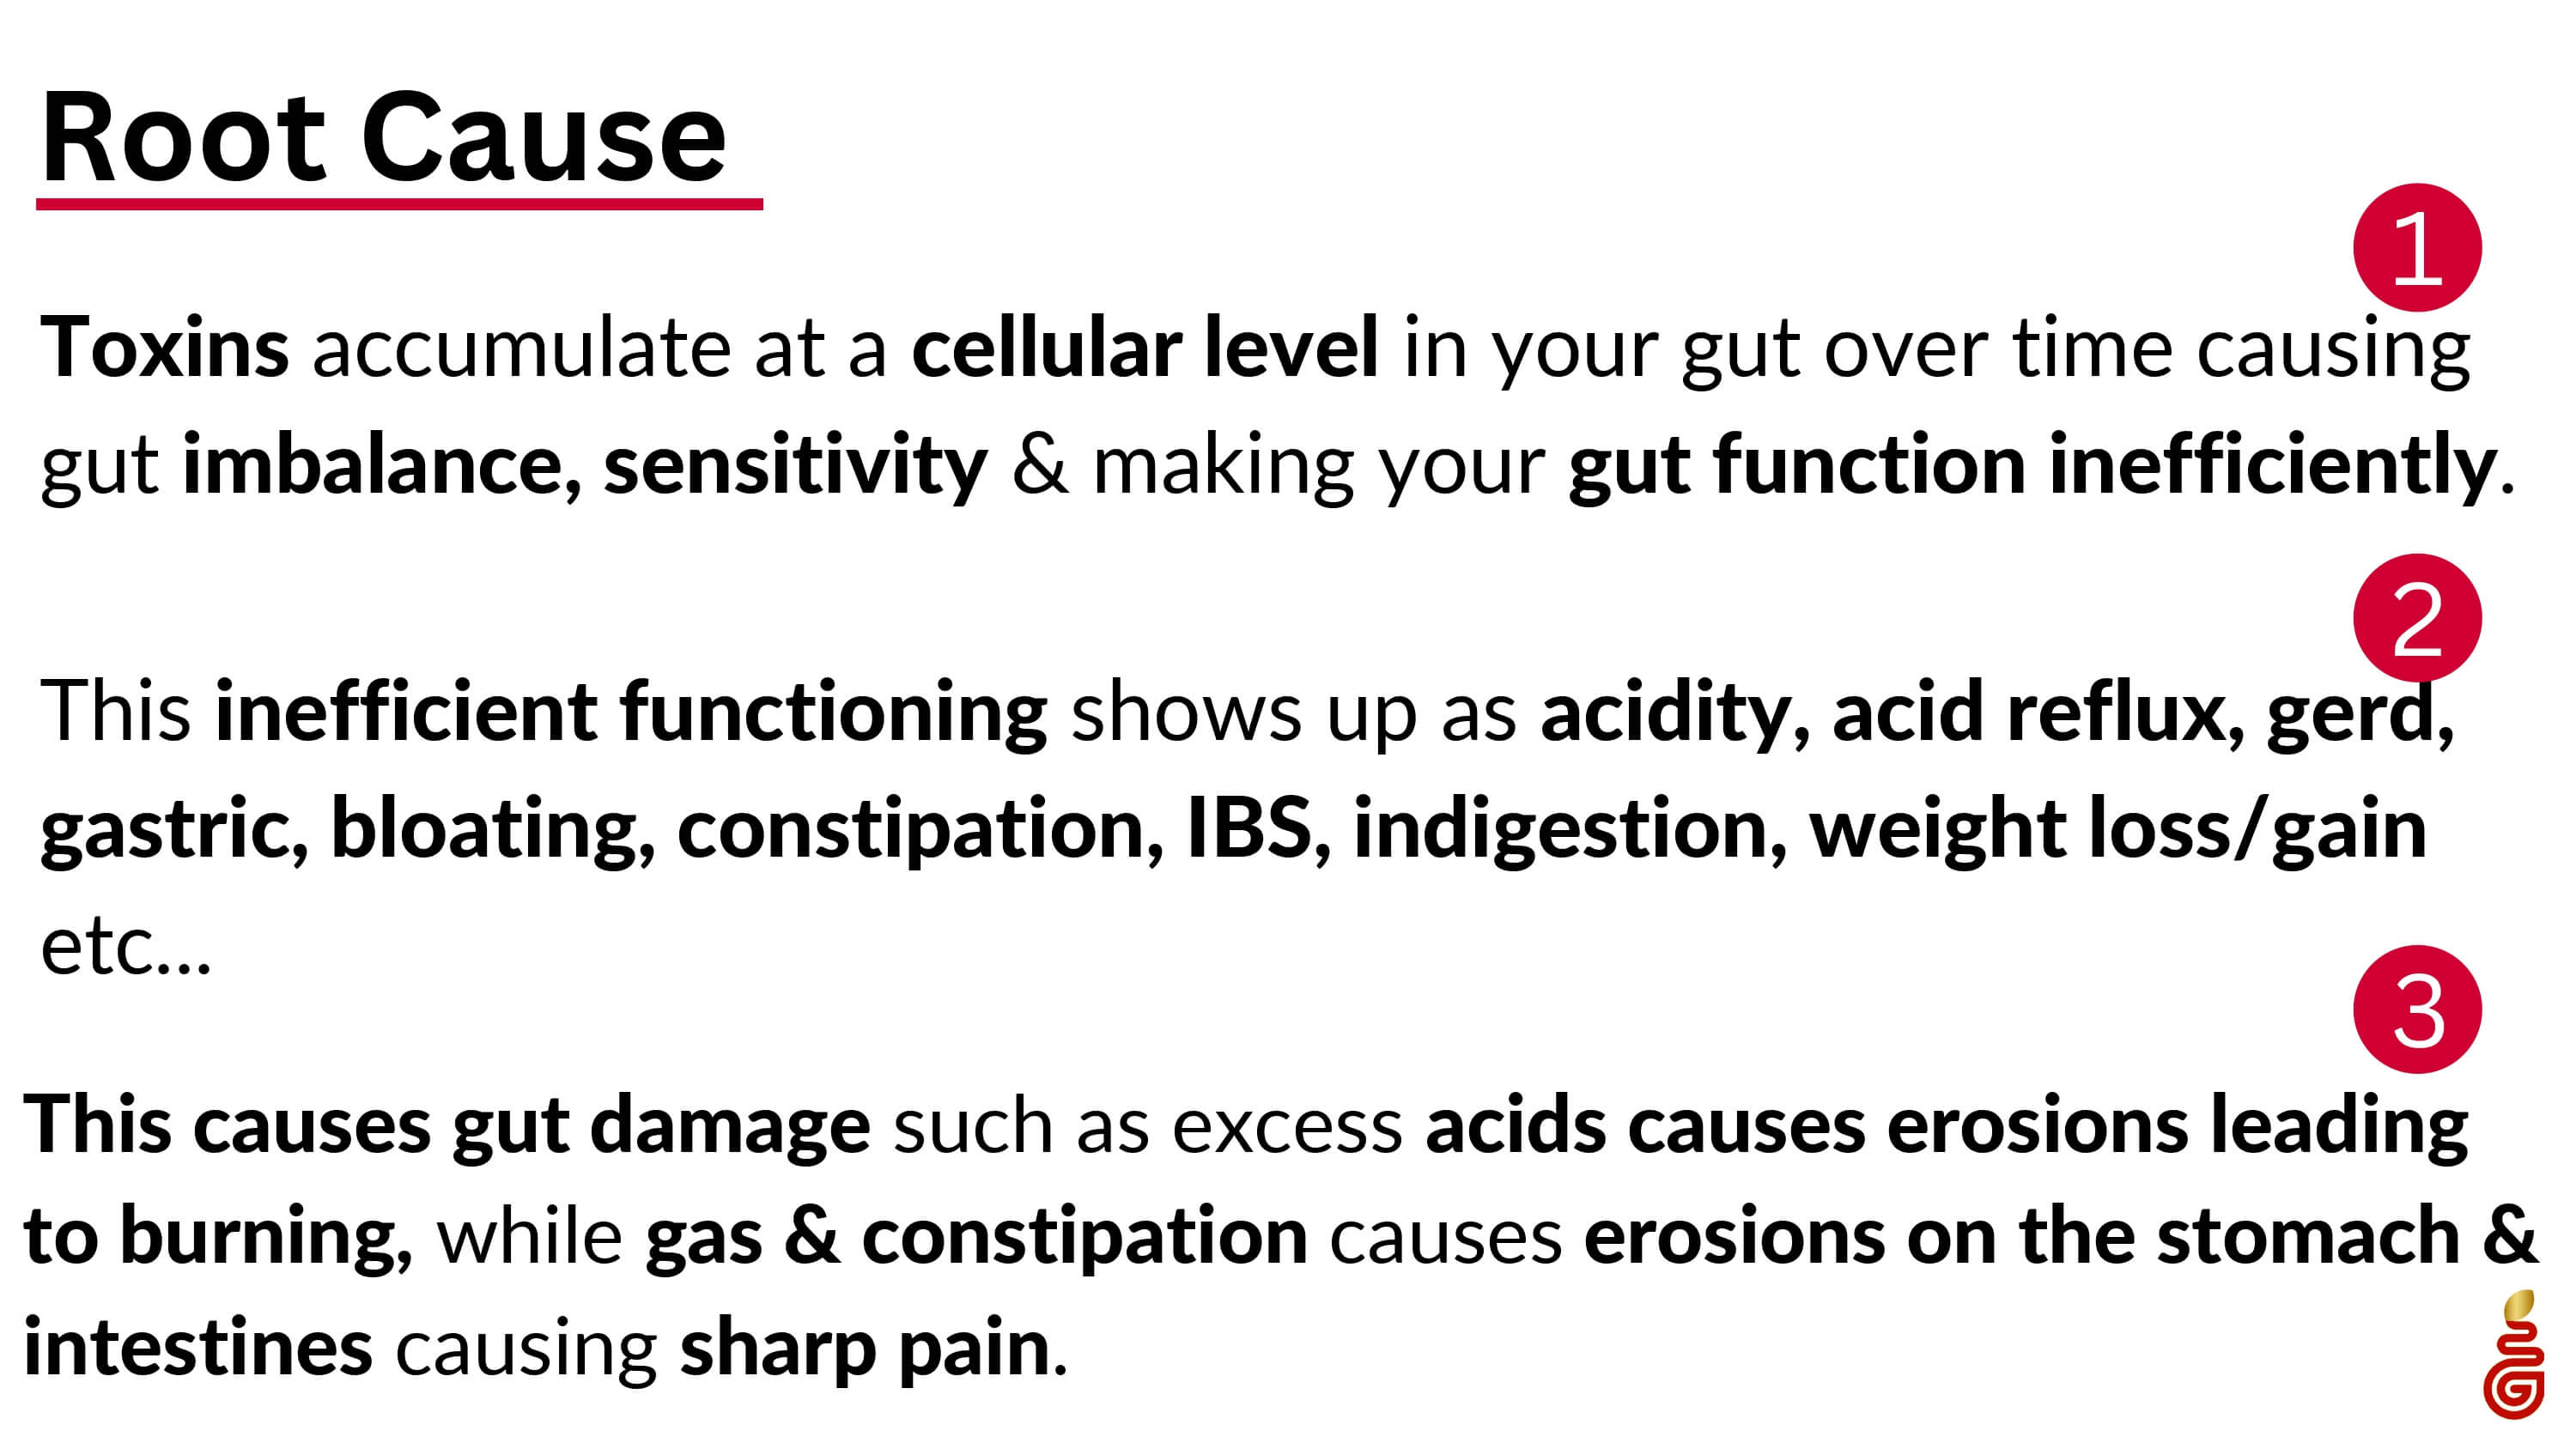 Root Cause
1
Toxins accumulate at a cellular level in your gut over time causing
gut imbalance, sensitivity & making your gut function inefficiently.
2
This inefficient functioning shows up as acidity, acid reflux, gerd,
gastric, bloating, constipation, IBS, indigestion, weight loss/gain
etc...
3
This causes gut damage such as excess acids causes erosions leading
to burning, while gas & constipation causes erosions on the stomach &
intestines causing sharp pain.
G